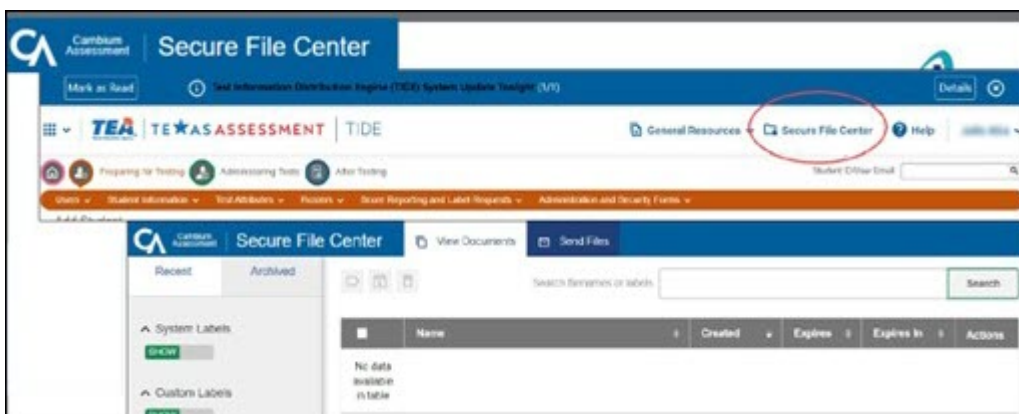 CA Cambium Assessment Secure File Center
Mark as Read Test Information Distribution Engine (TIDE) System Update Tonight (1/1) Details
TEA TEXAS ASSESSMENT TIDE General Resources Secure File Center Help
Preparing for Testing Administering Tests After Testing
Users Student Information Test Attributes Rosters Score Reporting and Label Requests Administration and Security Forms
Add Student
CA Cambium Assessment Secure File Center View Documents Send Files
Recent Archived Search filenames or labels Search
System Labels
Name Created Expires Expires In Actions
SHOW
No data
available
in table
Custom Labels
SHOW